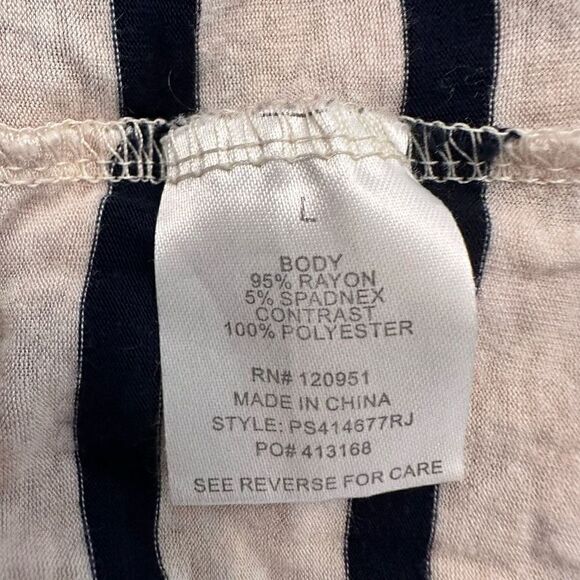 L
BODY
95% RAYON
5% SPADNEX
CONTRAST
100% POLYESTER
RN# 120951
MADE IN CHINA
STYLE: PS414677RJ
PO# 413168
SEE REVERSE FOR CARE